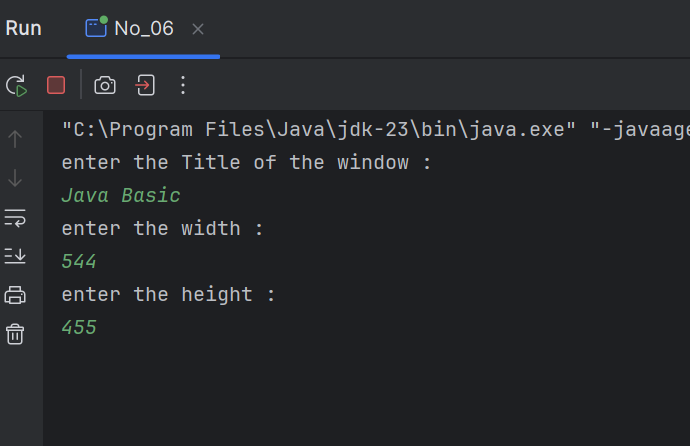 Run No_06
"C:\Program Files\Java\jdk-23\bin\java.exe" "-javaage
enter the Title of the window :
Java Basic
enter the width :
544
enter the height :
455